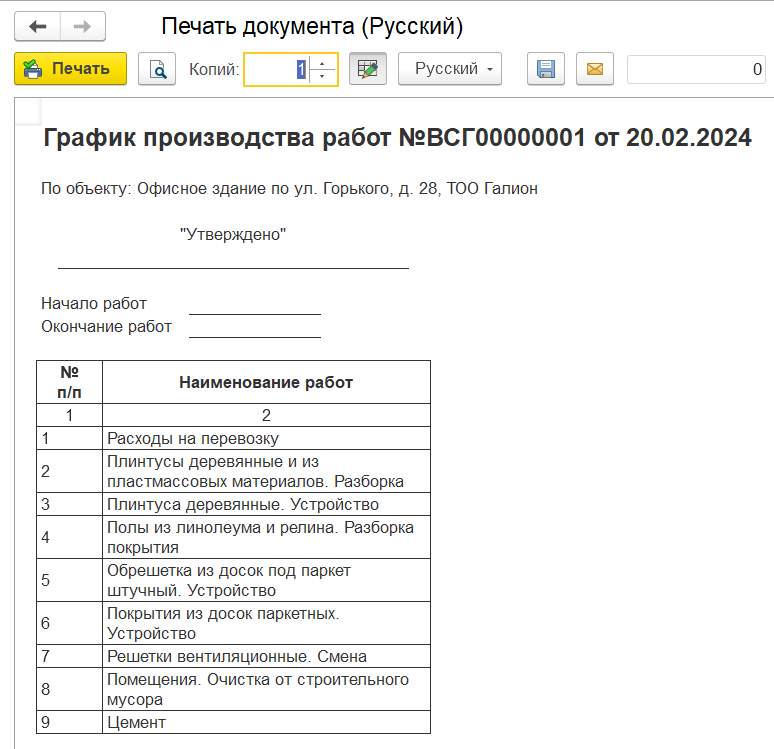 Печать документа (Русский)
Печать
Копий:
1
Русский
0
График производства работ №ВСГ00000001 от 20.02.2024
По объекту: Офисное здание по ул. Горького, д. 28, ТОО Галион
"Утверждено"
Начало работ
Окончание работ
№
п/п
Наименование работ
1 2
1 Расходы на перевозку
2 Плинтусы деревянные и из
пластмассовых материалов. Разборка
3 Плинтуса деревянные. Устройство
4 Полы из линолеума и релина. Разборка
покрытия
5 Обрешетка из досок под паркет
штучный. Устройство
6 Покрытия из досок паркетных.
Устройство
7 Решетки вентиляционные. Смена
8 Помещения. Очистка от строительного
мусора
9 Цемент